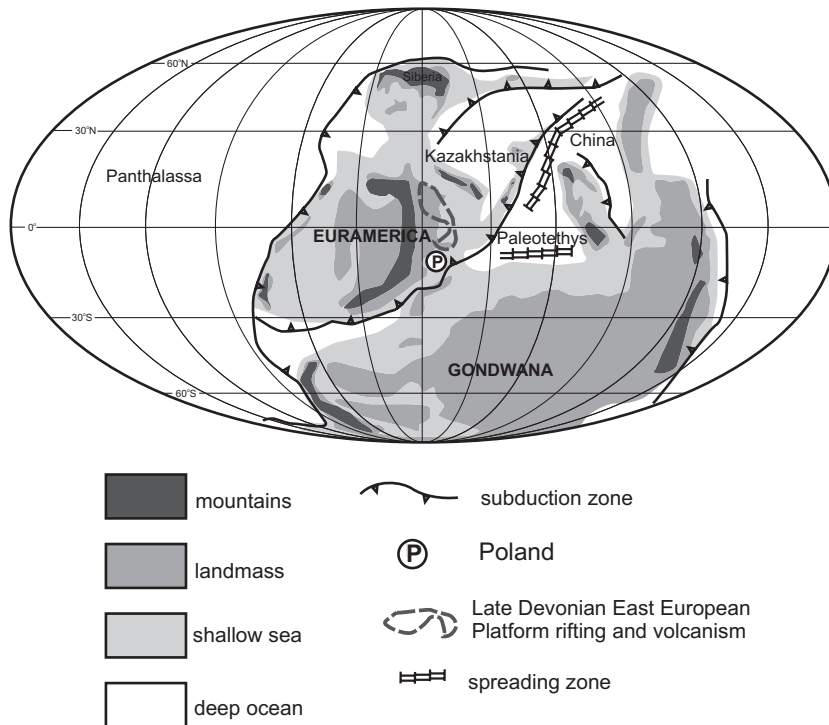 60°N
Siberia
30°N
Kazakhstania
China
Panthalassa
0°
EURAMERICA
Paleotethys
P
30°S
GONDWANA
60°S
mountains
subduction zone
P
Poland
landmass
Late Devonian East European
Platform rifting and volcanism
shallow sea
spreading zone
deep ocean